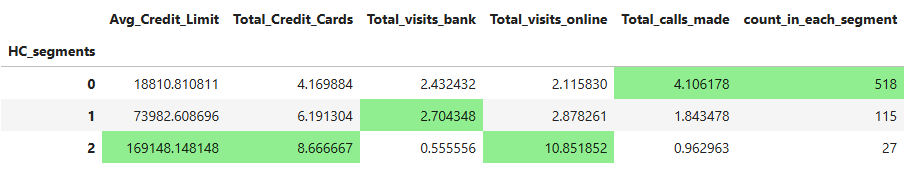 Avg_Credit_Limit Total_Credit_Cards Total_visits_bank Total_visits_online Total_calls_made count_in_each_segment
HC_segments
0 18810.810811 4.169884 2.432432 2.115830 4.106178 518
1 73982.608696 6.191304 2.704348 2.878261 1.843478 115
2 169148.148148 8.666667 0.555556 10.851852 0.962963 27